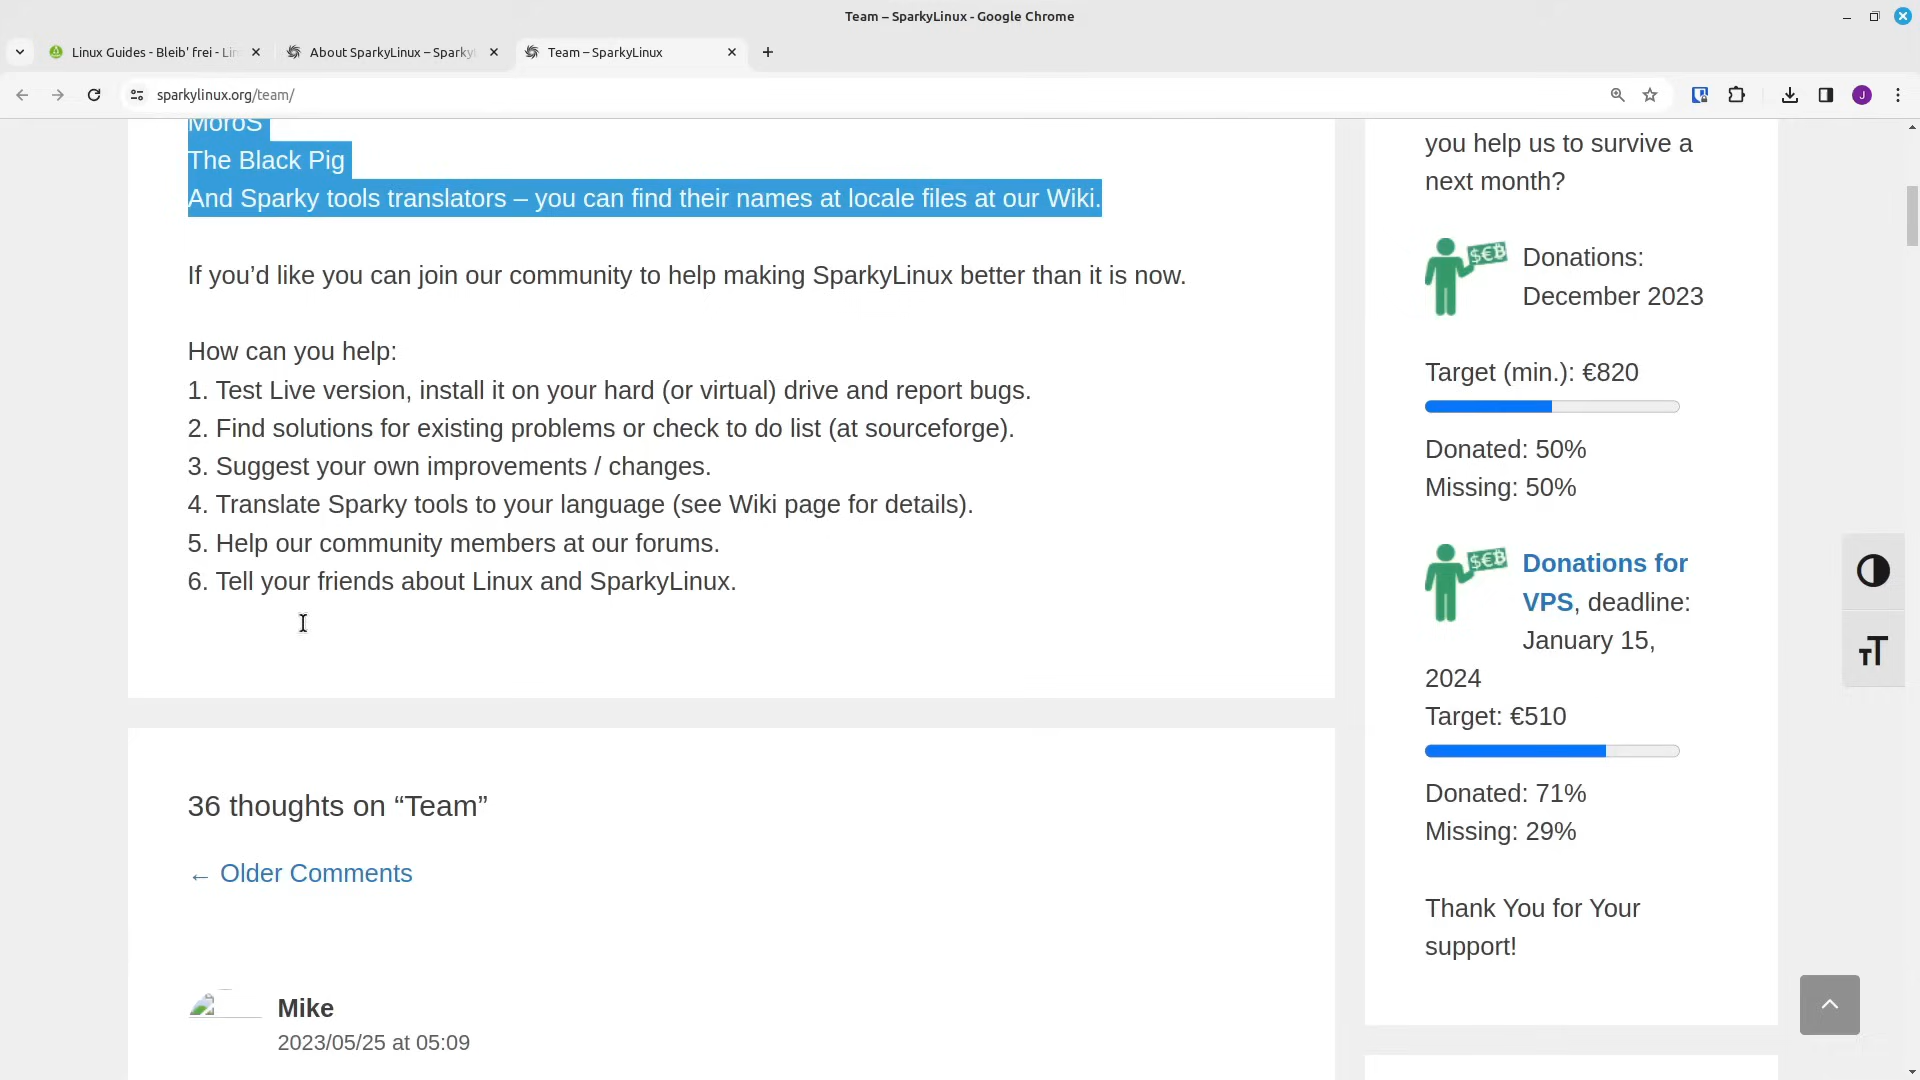 Team – SparkyLinux - Google Chrome
Linux Guides - Bleib' frei - Lin
About SparkyLinux – Sparky
Team – SparkyLinux
sparkylinux.org/team/
J
MoroS
The Black Pig
And Sparky tools translators – you can find their names at locale files at our Wiki.
If you’d like you can join our community to help making SparkyLinux better than it is now.
How can you help:
1. Test Live version, install it on your hard (or virtual) drive and report bugs.
2. Find solutions for existing problems or check to do list (at sourceforge).
3. Suggest your own improvements / changes.
4. Translate Sparky tools to your language (see Wiki page for details).
5. Help our community members at our forums.
6. Tell your friends about Linux and SparkyLinux.
36 thoughts on “Team”
← Older Comments
Mike
2023/05/25 at 05:09
you help us to survive a
next month?
$€B
Donations:
December 2023
Target (min.): €820
Donated: 50%
Missing: 50%
$€B
Donations for
VPS, deadline:
January 15,
2024
Target: €510
Donated: 71%
Missing: 29%
Thank You for Your
support!
TT